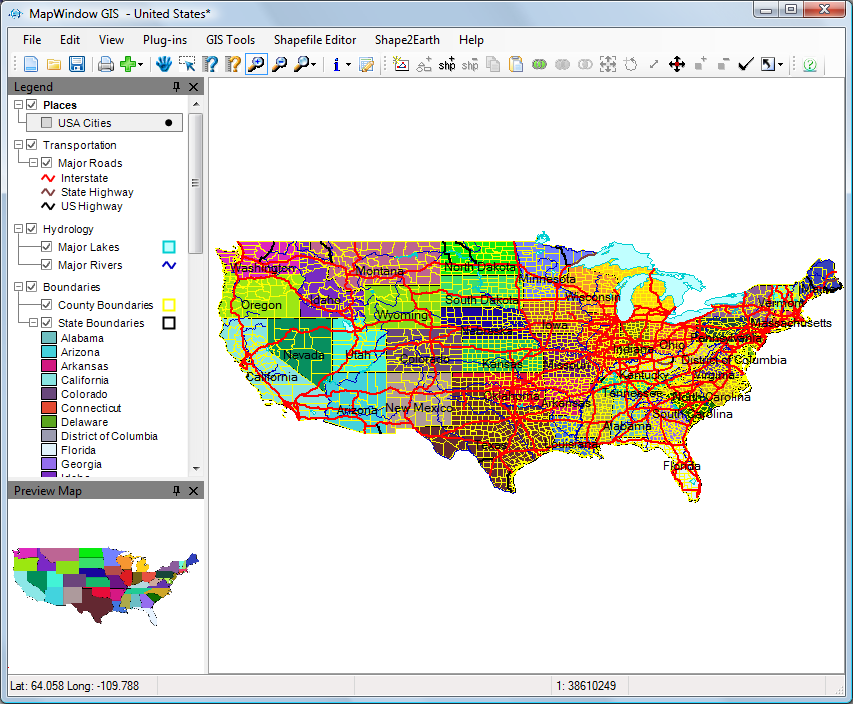 MapWindow GIS - United States*
File Edit View Plug-ins GIS Tools Shapefile Editor Shape2Earth Help
shp shp
Legend
Places
USA Cities
Transportation
Major Roads
Interstate
State Highway
US Highway
Hydrology
Major Lakes
Major Rivers
Boundaries
County Boundaries
State Boundaries
Alabama
Arizona
Arkansas
California
Colorado
Connecticut
Delaware
District of Columbia
Florida
Georgia
Idaho
Preview Map
Washington
Montana
North Dakota
Minnesota
Maine
Oregon
Idaho
South Dakota
Wisconsin
Vermont
Wyoming
Massachusetts
Iowa
Pennsylvania
Nevada
Utah
Colorado
Kansas
Indiana
Ohio
District of Columbia
California
Kentucky
Virginia
Arizona
New Mexico
Oklahoma
Arkansas
Tennessee
North Carolina
South Carolina
Alabama
Texas
Louisiana
Florida
Lat: 64.058 Long: -109.788
1: 38610249